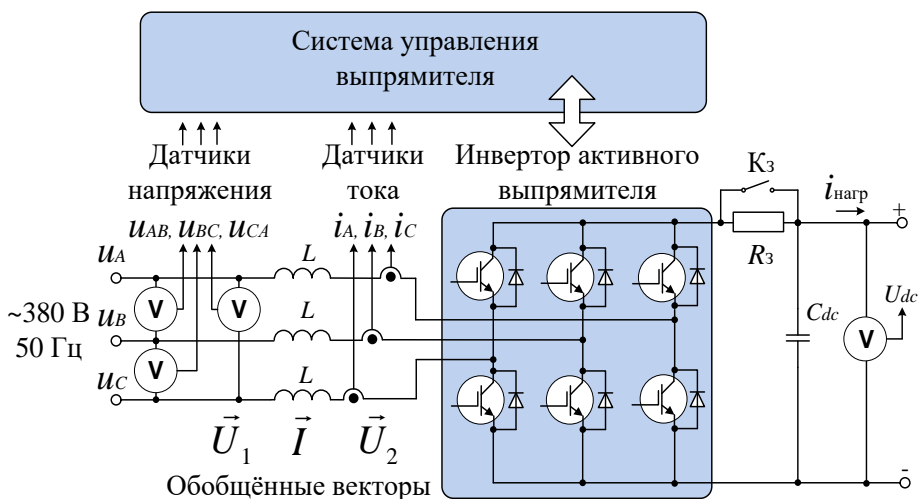 Система управления
выпрямителя
Датчики
напряжения
Датчики
тока
Инвертор активного
выпрямителя
Kз
iнагр
+
uAB, uBC, uCA
iA, iB, iC
Rз
uA
L
V
V
Udc
~380 В
50 Гц
uB
L
Cdc
V
V
uC
L
U1
I
U2
-
Обобщённые векторы